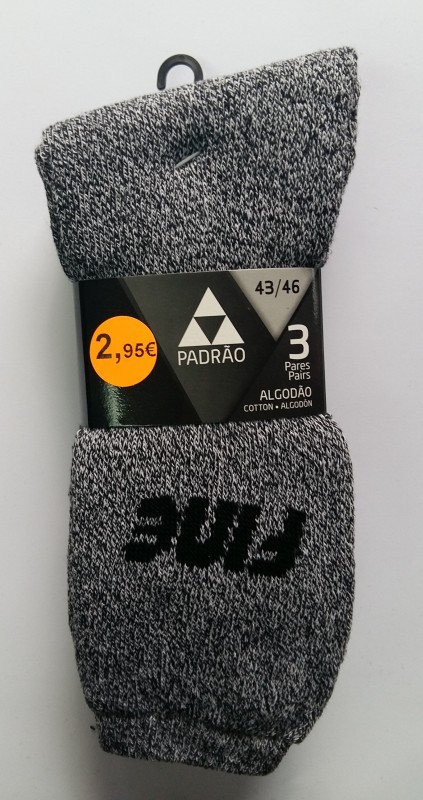 43/46
2,95€
PADRÃO
3
Pares
Pairs
ALGODÃO
COTTON • ALGODÓN
Fine